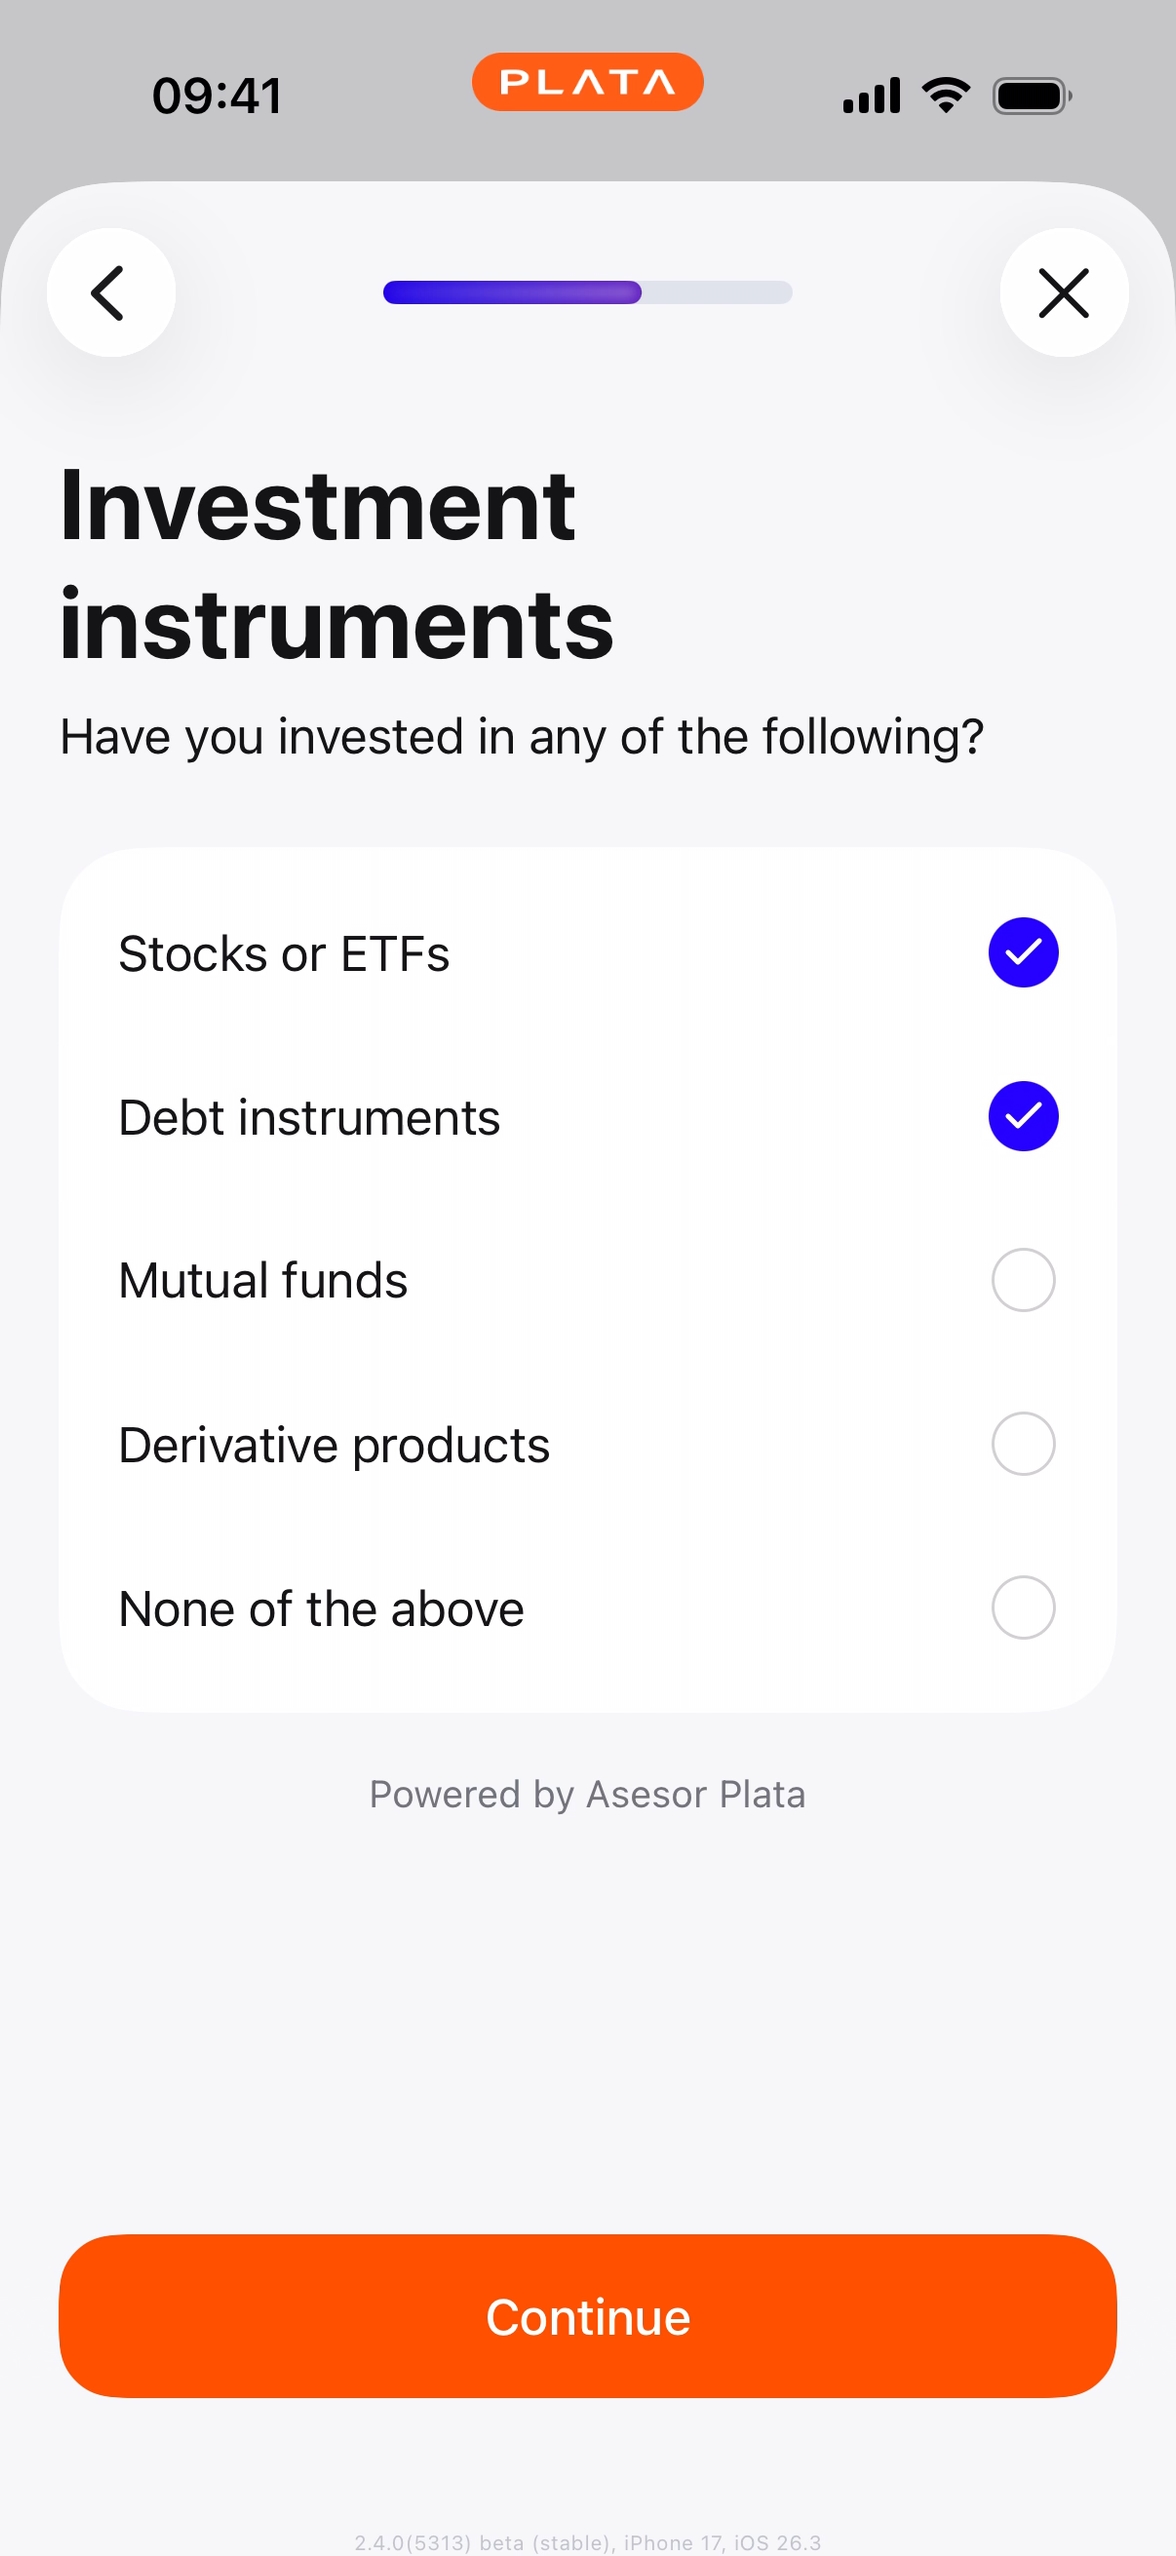 09:41
PLATA
Investment
instruments
Have you invested in any of the following?
Stocks or ETFs
Debt instruments
Mutual funds
Derivative products
None of the above
Powered by Asesor Plata
Continue
2.4.0(5313) beta (stable), iPhone 17, iOS 26.3